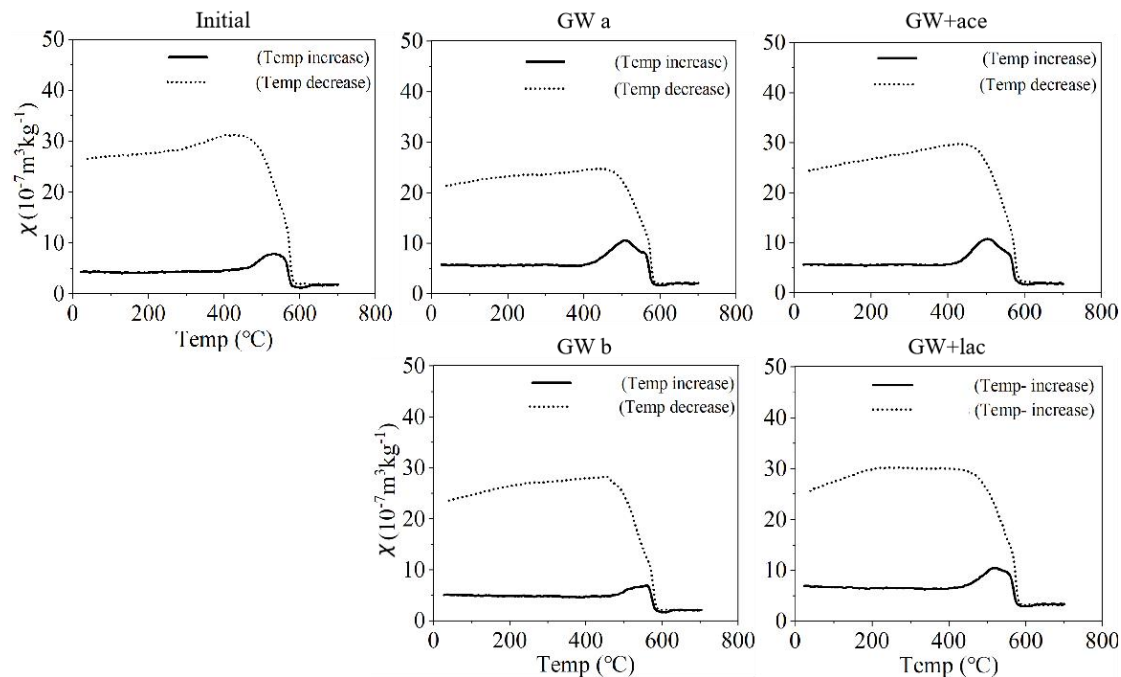 Initial
50
(Temp increase)
40
(Temp decrease)
30
20
10
0
χ (10⁻⁷m³kg⁻¹)
0 200 400 600 800
Temp (℃)
GW a
50
(Temp increase)
40
(Temp decrease)
30
20
10
0
0 200 400 600 800
GW+ace
50
(Temp increase)
40
(Temp decrease)
30
20
10
0
0 200 400 600 800
GW b
50
(Temp increase)
40
(Temp decrease)
30
20
10
0
χ (10⁻⁷m³kg⁻¹)
0 200 400 600 800
Temp (℃)
GW+lac
50
(Temp- increase)
40
(Temp- increase)
30
20
10
0
0 200 400 600 800
Temp (℃)